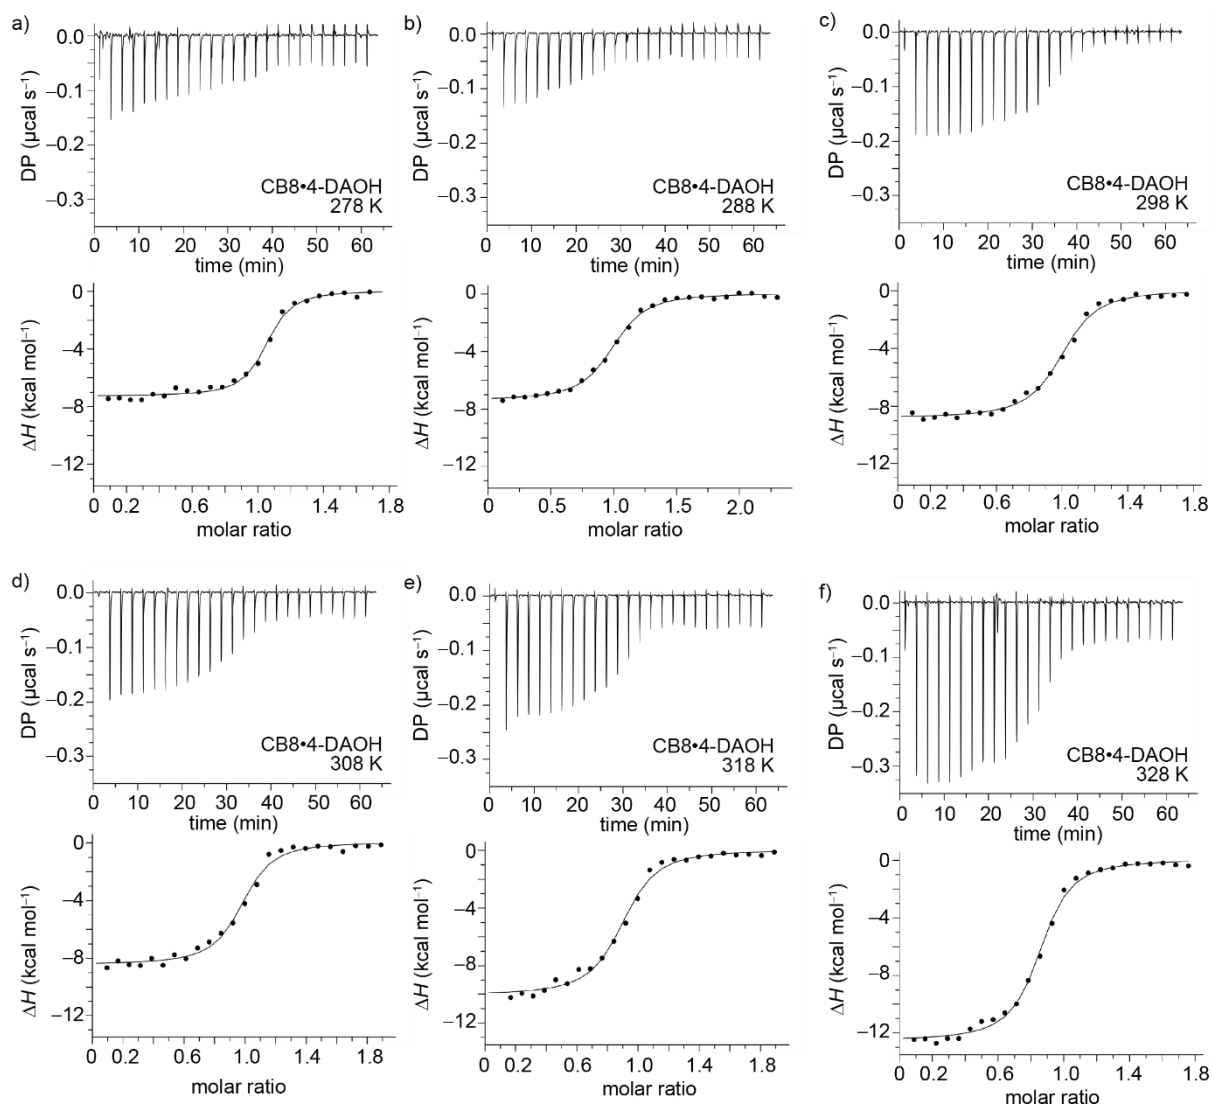 a)
0.0
−0.1
−0.2
−0.3
DP (μcal s⁻¹)
CB8•4-DAOH
278 K
0 10 20 30 40 50 60
time (min)
0
−4
−8
−12
ΔH (kcal mol⁻¹)
0 0.2 0.6 1.0 1.4 1.8
molar ratio
b)
0.0
−0.1
−0.2
−0.3
DP (μcal s⁻¹)
CB8•4-DAOH
288 K
0 10 20 30 40 50 60
time (min)
0
−4
−8
−12
ΔH (kcal mol⁻¹)
0 0.5 1.0 1.5 2.0
molar ratio
c)
0.0
−0.1
−0.2
−0.3
DP (μcal s⁻¹)
CB8•4-DAOH
298 K
0 10 20 30 40 50 60
time (min)
0
−4
−8
−12
ΔH (kcal mol⁻¹)
0 0.2 0.6 1.0 1.4 1.8
molar ratio
d)
0.0
−0.1
−0.2
−0.3
DP (μcal s⁻¹)
CB8•4-DAOH
308 K
0 10 20 30 40 50 60
time (min)
0
−4
−8
−12
ΔH (kcal mol⁻¹)
0 0.2 0.6 1.0 1.4 1.8
molar ratio
e)
0.0
−0.1
−0.2
−0.3
DP (μcal s⁻¹)
CB8•4-DAOH
318 K
0 10 20 30 40 50 60
time (min)
0
−4
−8
−12
ΔH (kcal mol⁻¹)
0 0.2 0.6 1.0 1.4 1.8
molar ratio
f)
0.0
−0.1
−0.2
−0.3
DP (μcal s⁻¹)
CB8•4-DAOH
328 K
0 10 20 30 40 50 60
time (min)
0
−4
−8
−12
ΔH (kcal mol⁻¹)
0 0.2 0.6 1.0 1.4 1.8
molar ratio